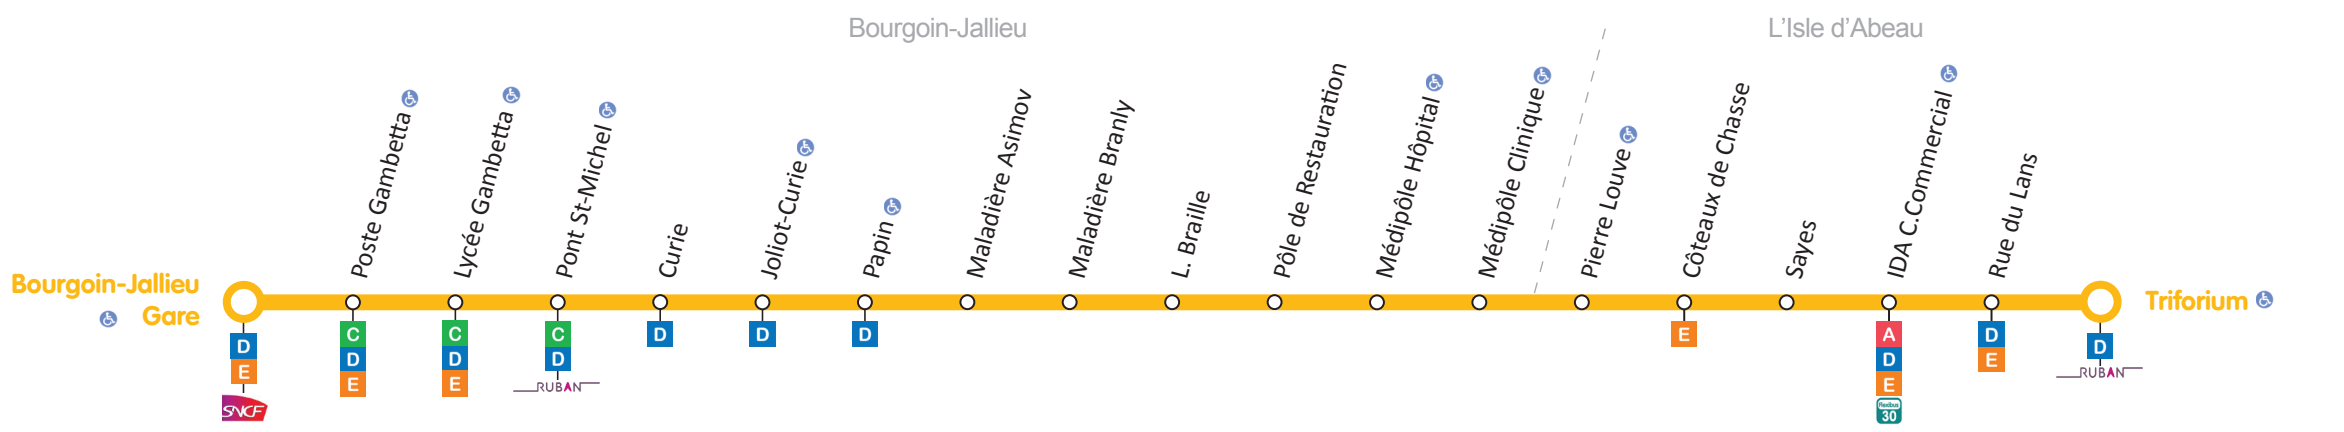 Bourgoin-Jallieu
L'Isle d'Abeau
Bourgoin-Jallieu
Gare
Poste Gambetta
Lycée Gambetta
Pont St-Michel
Curie
Joliot-Curie
Papin
Maladière Asimov
Maladière Branly
L. Braille
Pôle de Restauration
Médipôle Hôpital
Médipôle Clinique
Pierre Louve
Côteaux de Chasse
Sayes
IDA C.Commercial
Rue du Lans
Triforium
D
E
SNCF
C
D
E
C
D
E
C
D
RUBAN
D
D
D
E
A
D
E
flexibus
30
D
E
D
RUBAN